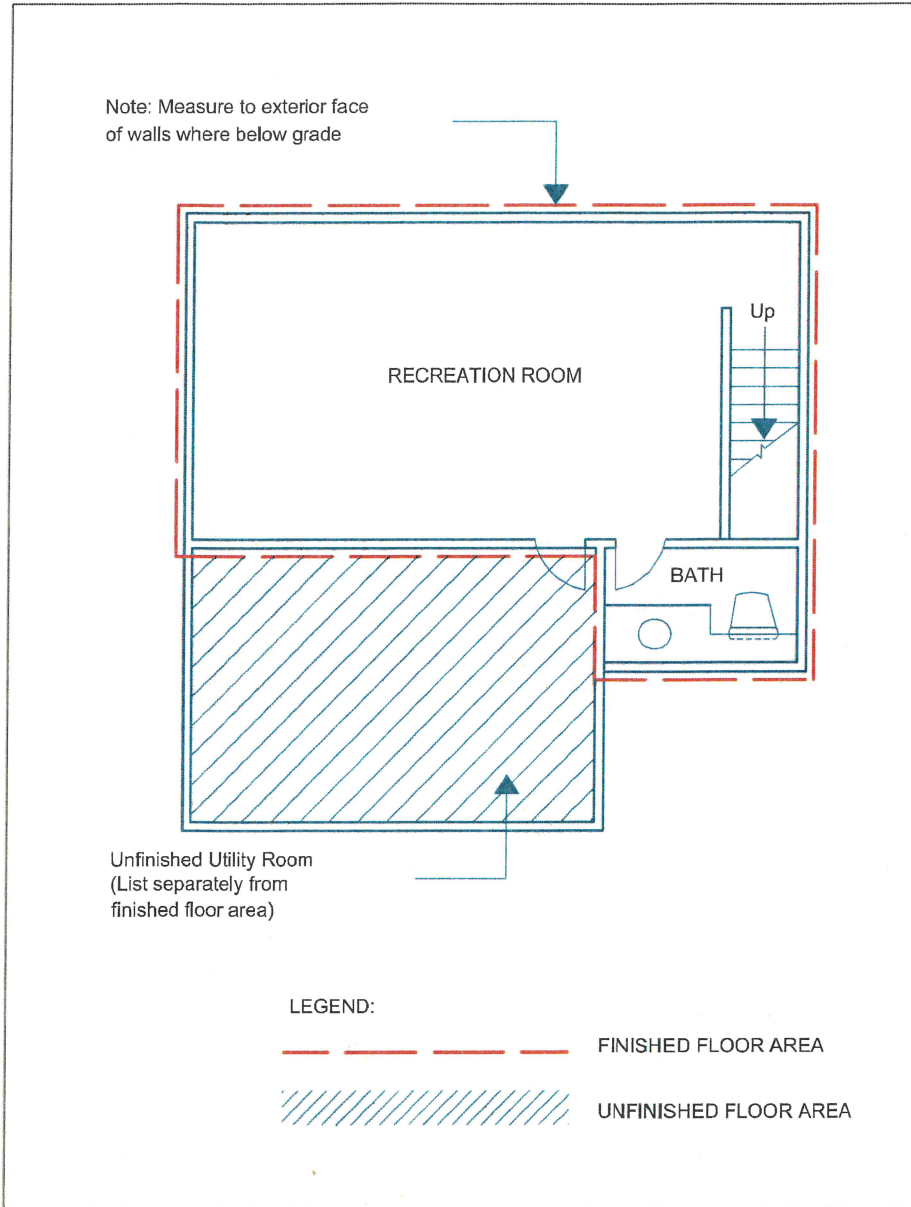 Note: Measure to exterior face
of walls where below grade
Up
RECREATION ROOM
BATH
Unfinished Utility Room
(List separately from
finished floor area)
LEGEND:
FINISHED FLOOR AREA
UNFINISHED FLOOR AREA